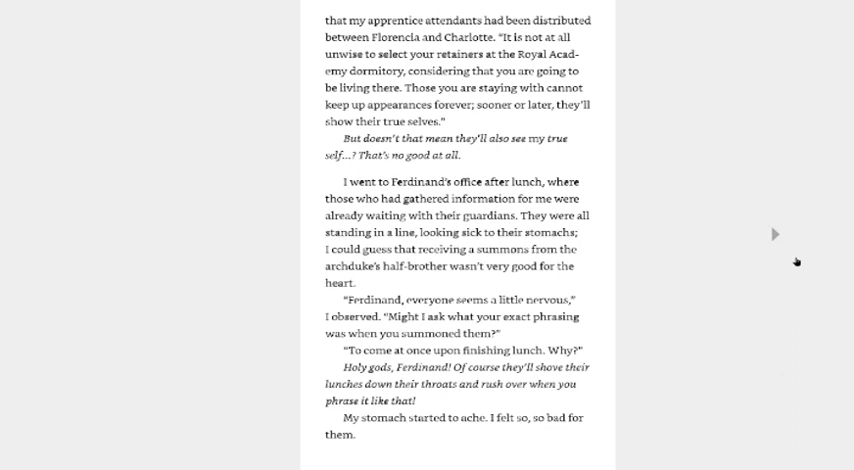 that my apprentice attendants had been distributed
between Florencia and Charlotte. “It is not at all
unwise to select your retainers at the Royal Acad-
emy dormitory, considering that you are going to
be living there. Those you are staying with cannot
keep up appearances forever; sooner or later, they’ll
show their true selves.”
But doesn’t that mean they’ll also see my true
self...? That’s no good at all.
I went to Ferdinand’s office after lunch, where
those who had gathered information for me were
already waiting with their guardians. They were all
standing in a line, looking sick to their stomachs;
I could guess that receiving a summons from the
archduke’s half-brother wasn’t very good for the
heart.
“Ferdinand, everyone seems a little nervous,”
I observed. “Might I ask what your exact phrasing
was when you summoned them?”
“To come at once upon finishing lunch. Why?”
Holy gods, Ferdinand! Of course they’ll shove their
lunches down their throats and rush over when you
phrase it like that!
My stomach started to ache. I felt so, so bad for
them.